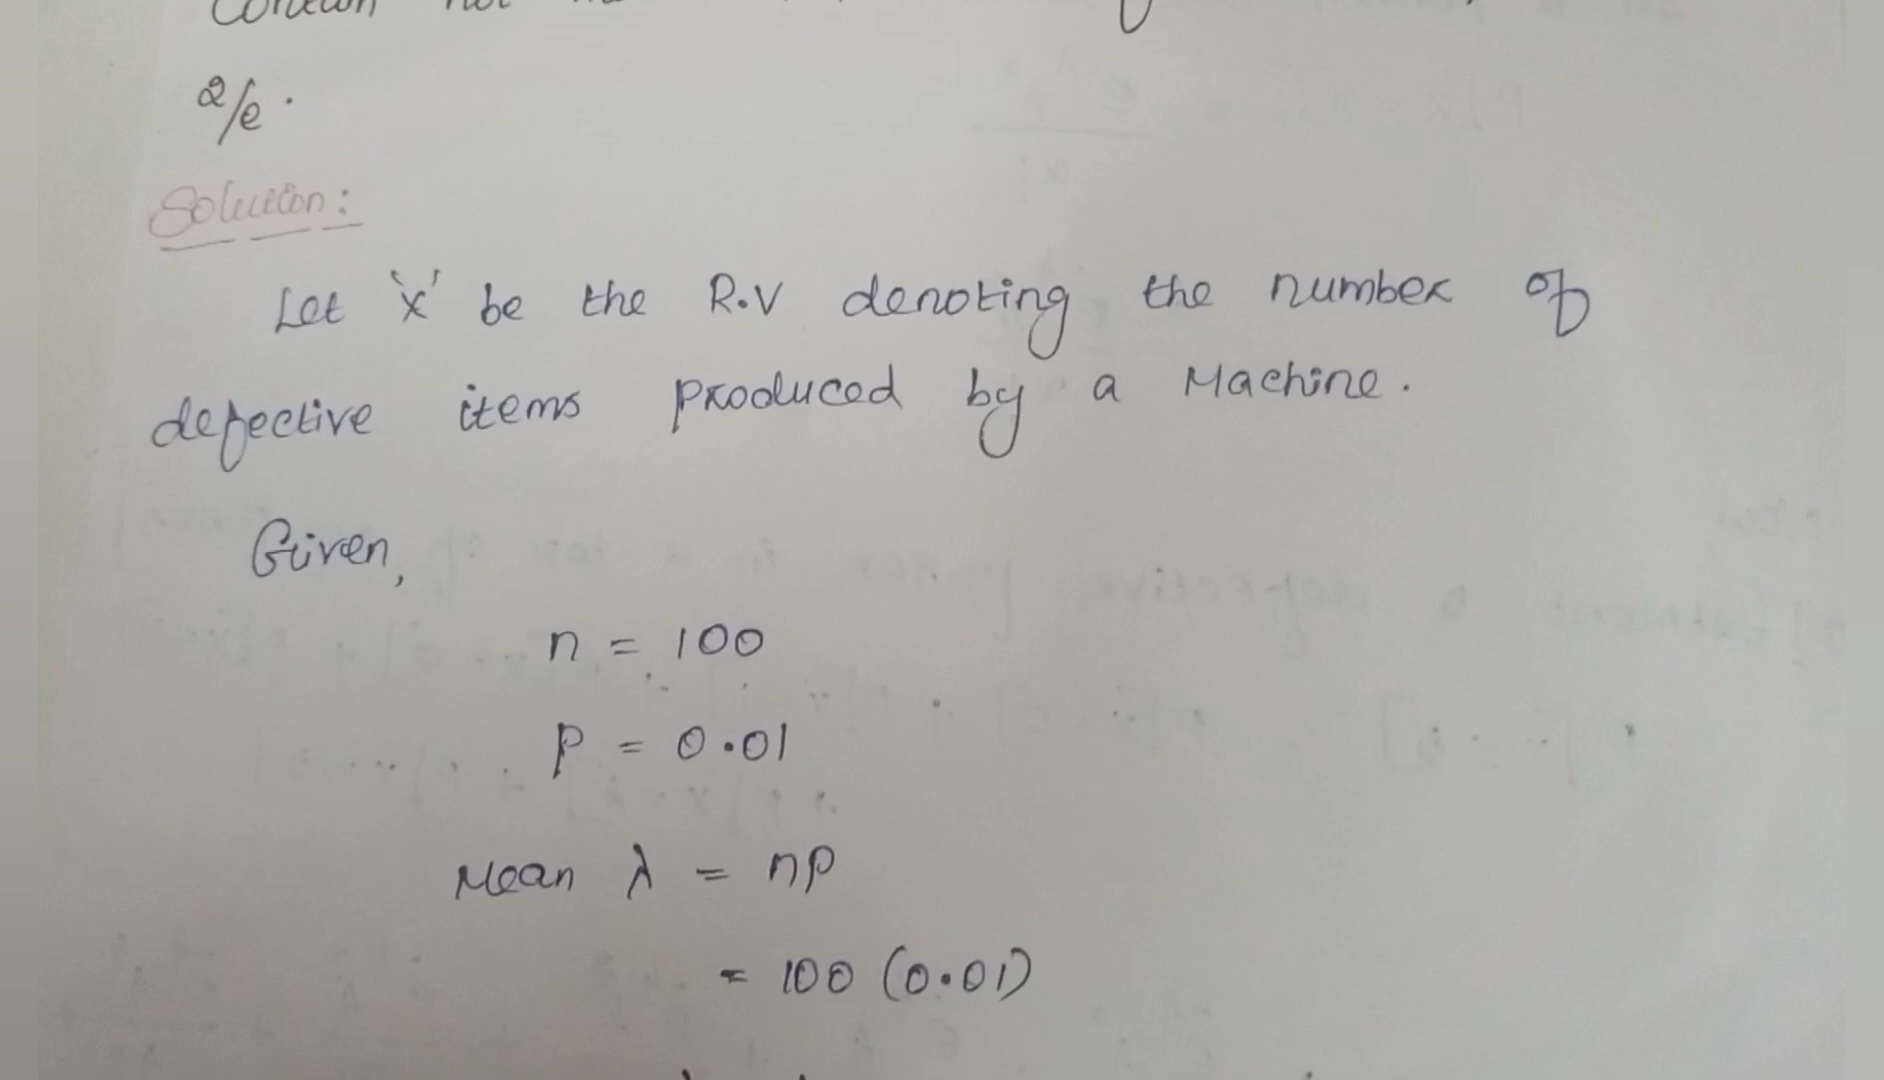 2/e.
Solution:
Let 'x' be the R.V denoting the number of
defective items produced by a Machine.
Given,
n = 100
P = 0.01
Mean λ = np
= 100 (0.01)